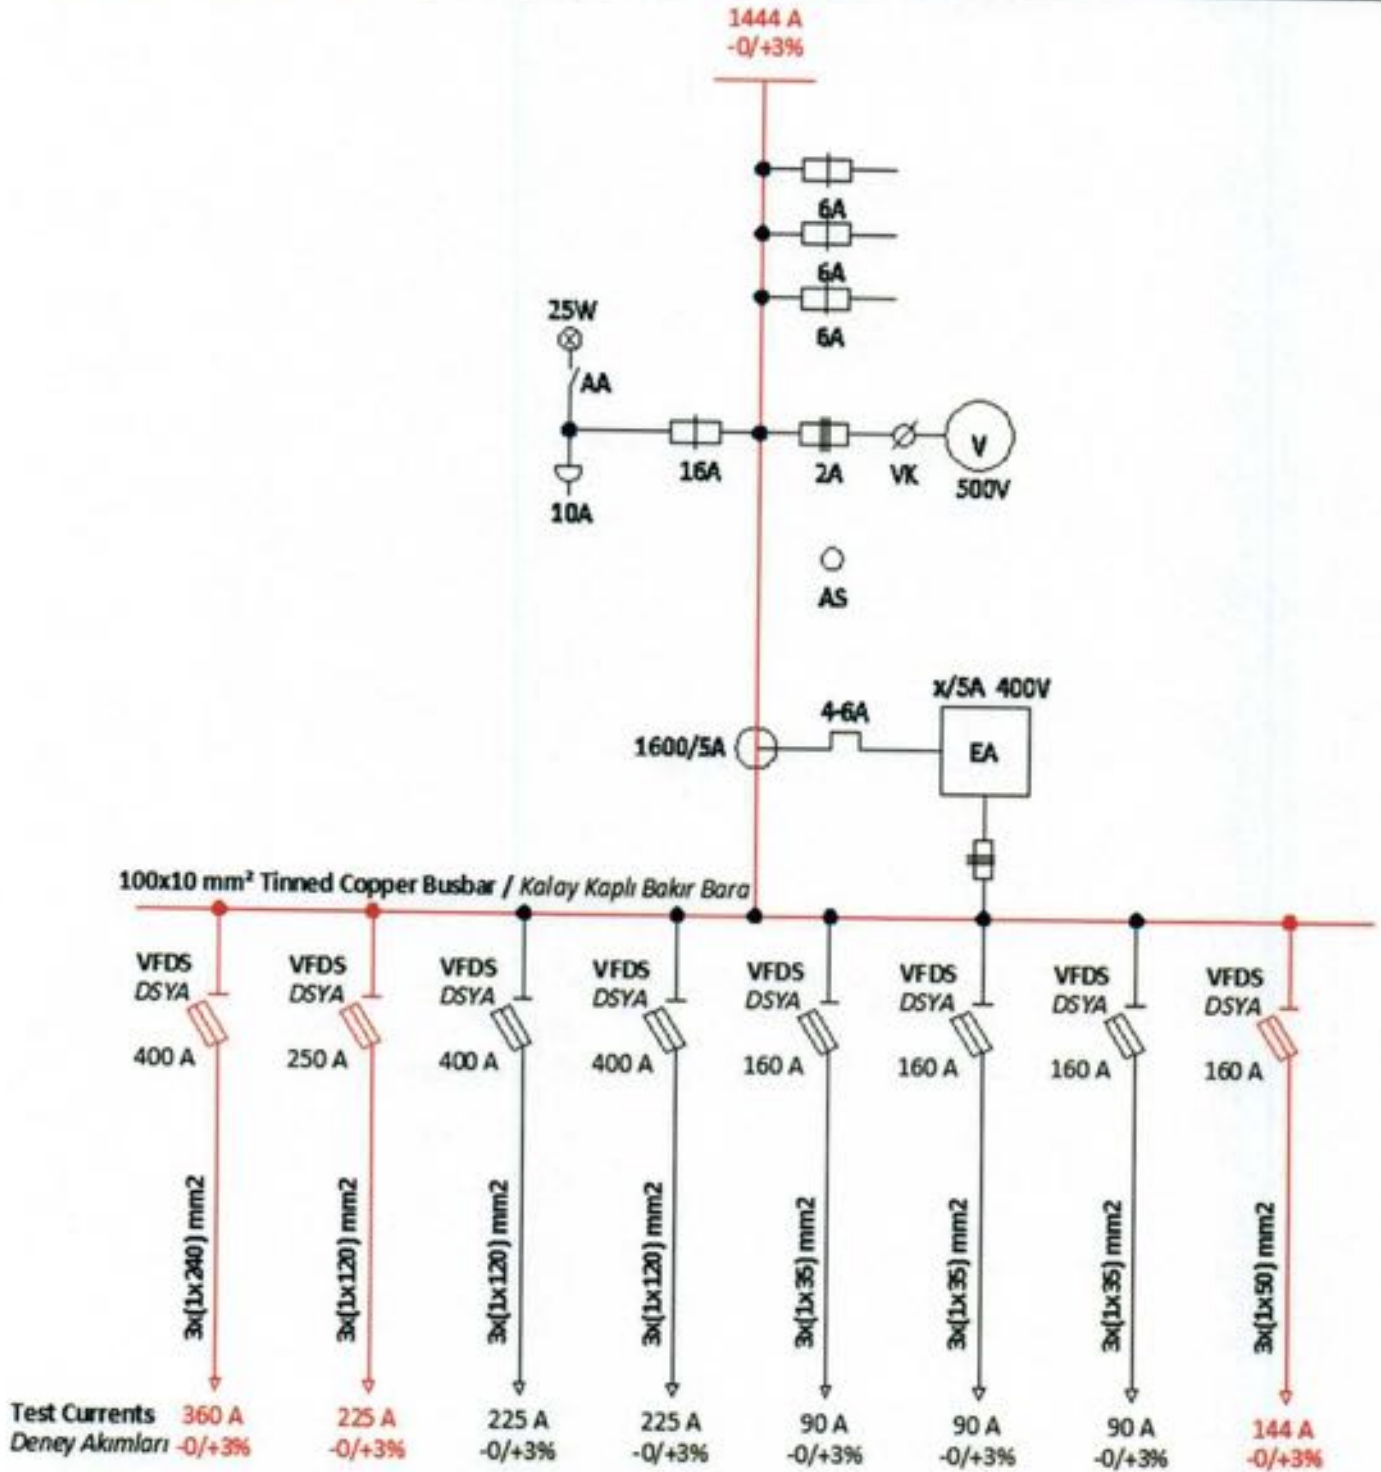 1444 A
-0/+3%
6A
6A
6A
25W
AA
16A
2A
VK
V
500V
10A
AS
x/5A 400V
4-6A
1600/5A
EA
100x10 mm² Tinned Copper Busbar / Kalay Kaplı Bakır Bara
VFDS VFDS VFDS VFDS VFDS VFDS VFDS VFDS
DSYA DSYA DSYA DSYA DSYA DSYA DSYA DSYA
400 A 250 A 400 A 400 A 160 A 160 A 160 A 160 A
3x(1x240) mm2 3x(1x120) mm2 3x(1x120) mm2 3x(1x120) mm2 3x(1x35) mm2 3x(1x35) mm2 3x(1x35) mm2 3x(1x50) mm2
Test Currents 360 A 225 A 225 A 225 A 90 A 90 A 90 A 144 A
Deney Akımları -0/+3% -0/+3% -0/+3% -0/+3% -0/+3% -0/+3% -0/+3% -0/+3%